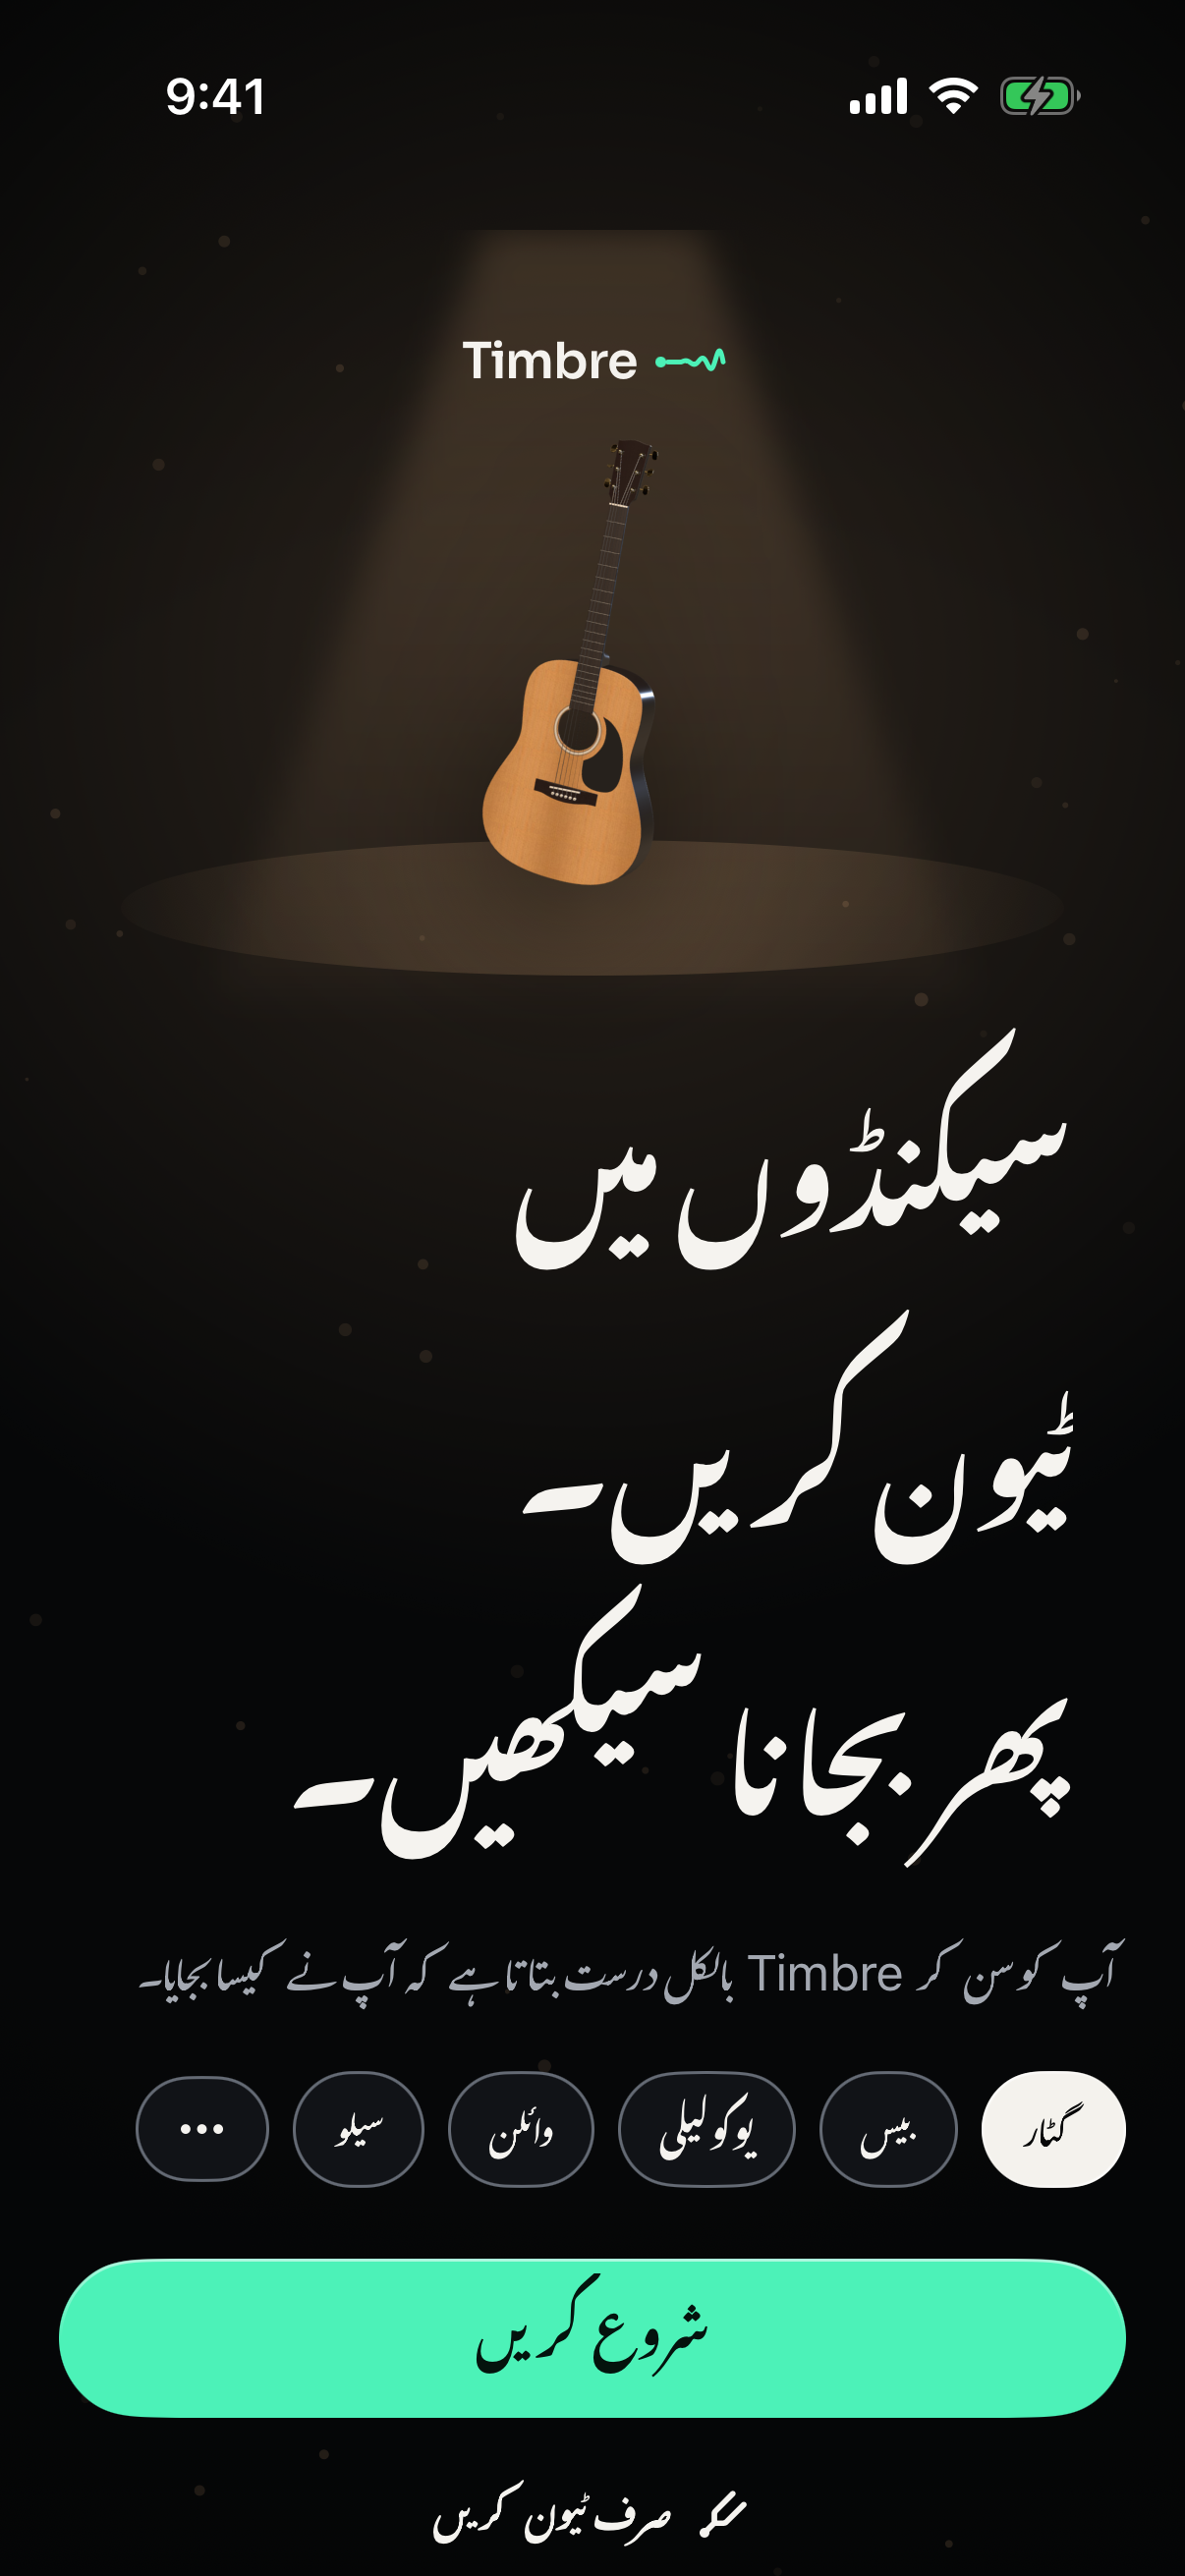 9:41
Timbre
سیکنڈوں میں
ٹیون کریں۔
پھر بجانا سیکھیں۔
آپ کو سن کر Timbre بالکل درست بتاتا ہے کہ آپ نے کیسا بجایا۔
گٹار
بیس
یوکولیلی
وائلن
سیلو
•••
شروع کریں
صرف ٹیون کریں